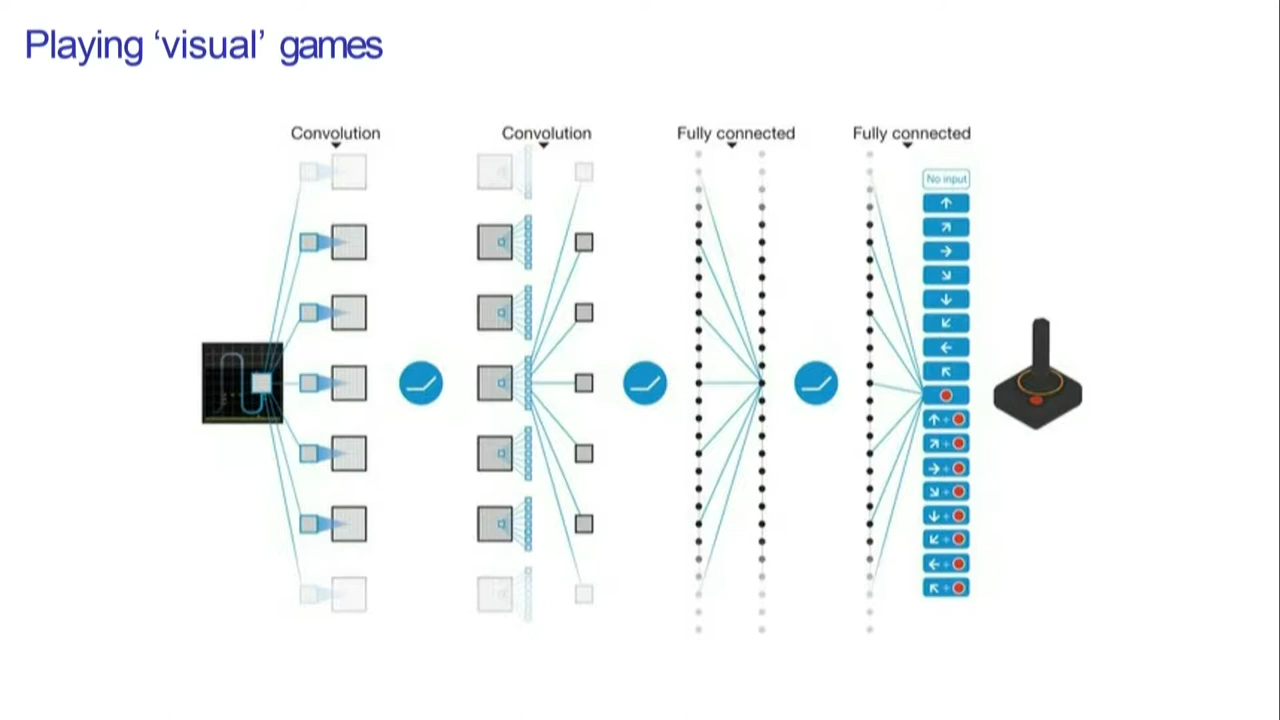 Playing ‘visual’ games
Convolution
Convolution
Fully connected
Fully connected
No input